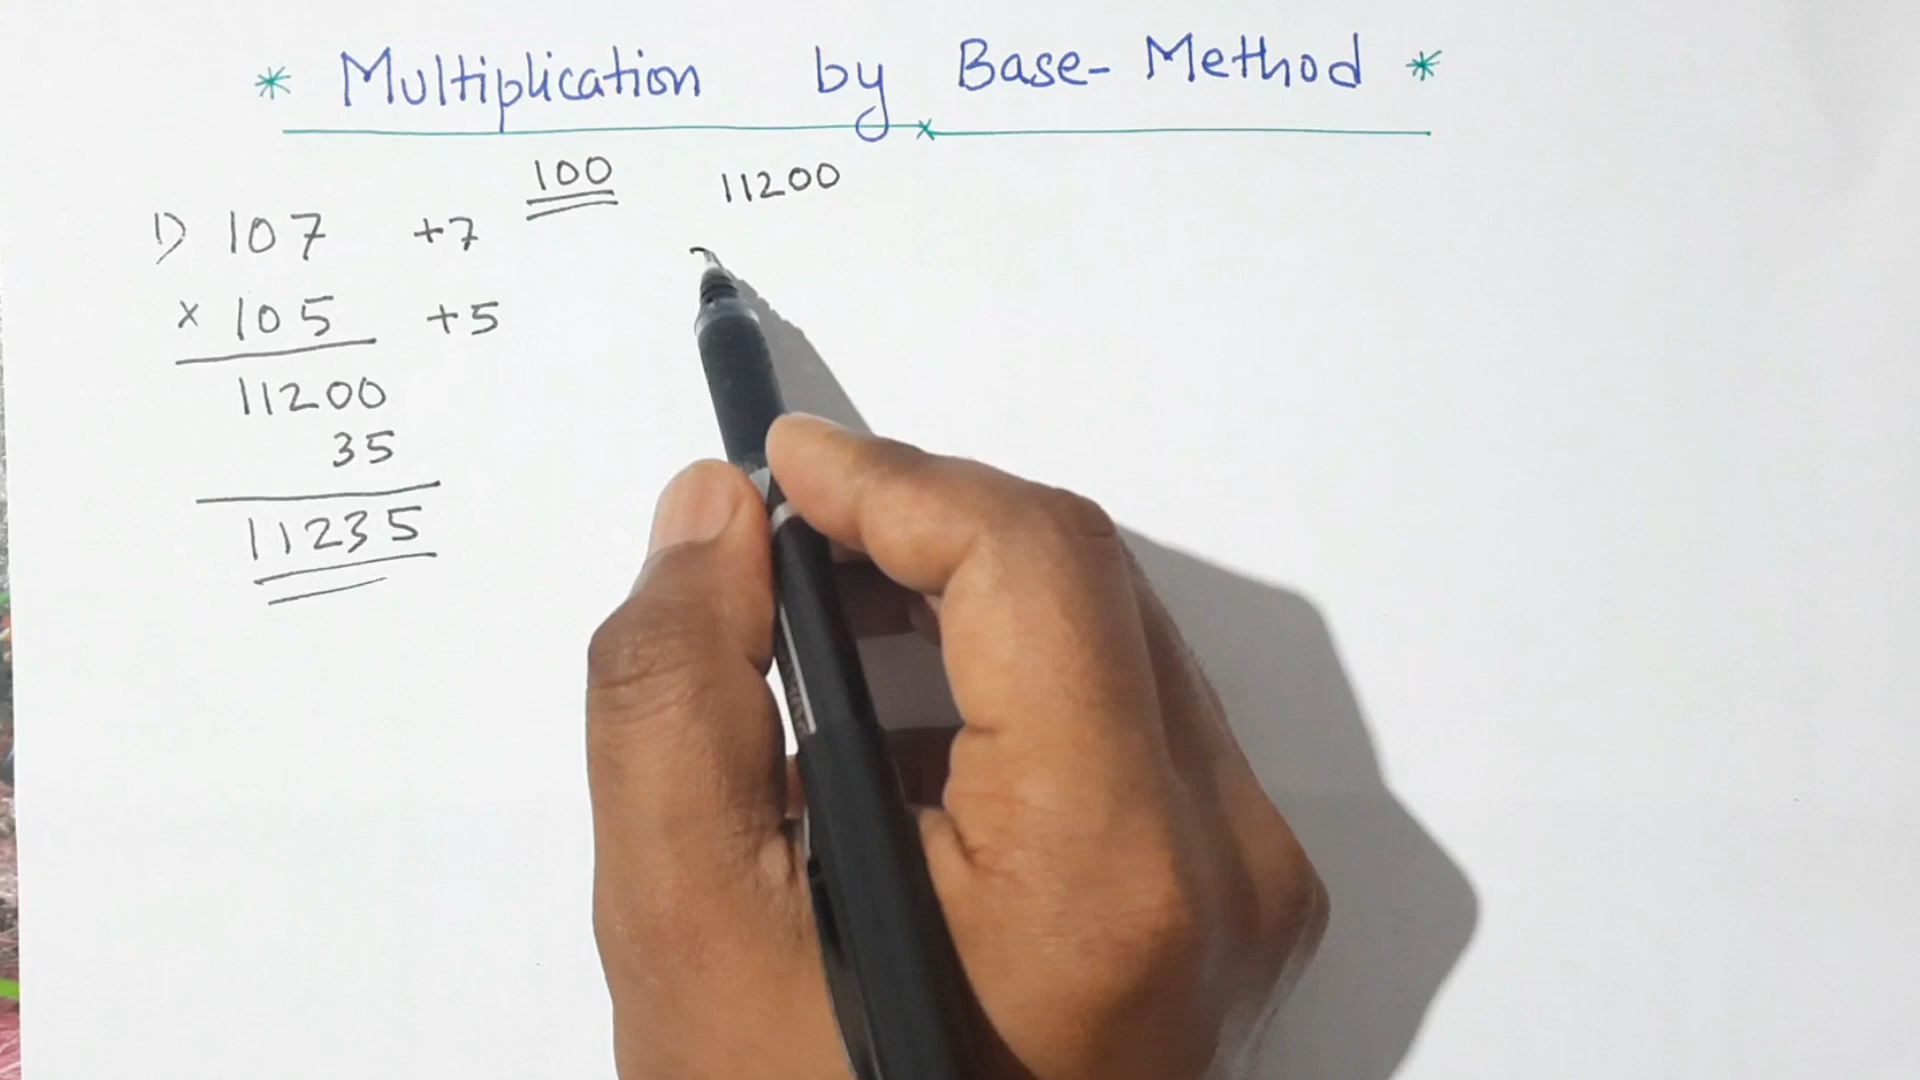 * Multiplication by Base-Method *
100 11200
1) 107 +7
× 105 +5
11200
35
11235